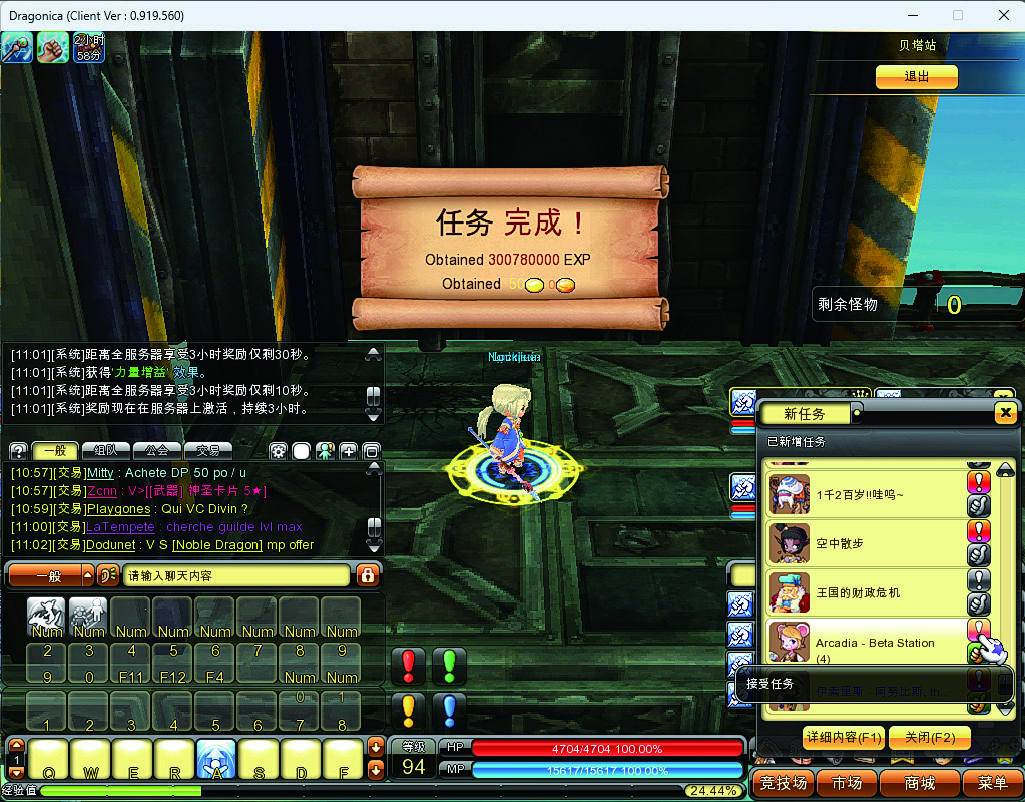 Dragonica (Client Ver : 0.919.560)
2小时
58分
贝塔站
退出
任务 完成！
Obtained 300780000 EXP
Obtained 50 0
剩余怪物
0
[11:01][系统]距离全服务器享受3小时奖励仅剩30秒。
[11:01][系统]获得'力量增益' 效果。
[11:01][系统]距离全服务器享受3小时奖励仅剩10秒。
[11:01][系统]奖励现在在服务器上激活，持续3小时。
新任务
已新增任务
? 一般 组队 公会 交易
[10:57][交易]Mitty : Achete DP 50 po / u
[10:57][交易]Zcnn : V>[[武器] 神圣卡片 5★]
[10:59][交易]Playgones : Qui VC Divin ?
[11:00][交易]LaTempete : cherche guilde lvl max
[11:02][交易]Dodunet : V S [Noble Dragon] mp offer
1千2百岁!!哇呜~
空中散步
王国的财政危机
Arcadia - Beta Station
(4)
接受任务
一般
请输入聊天内容
Num Num Num Num Num Num Num Num
2 3 4 5 6 7 8 9
9 0 F11 F12 F4 Num Num
0 1
1 2 3 4 5 6 7 8
详细内容(F1) 关闭(F2)
1
Q W E R A S D F
等级
94
HP 4704/4704 100.00%
MP 15617/15617 100.00%
经验值
24.44%
竞技场 市场 商城 菜单